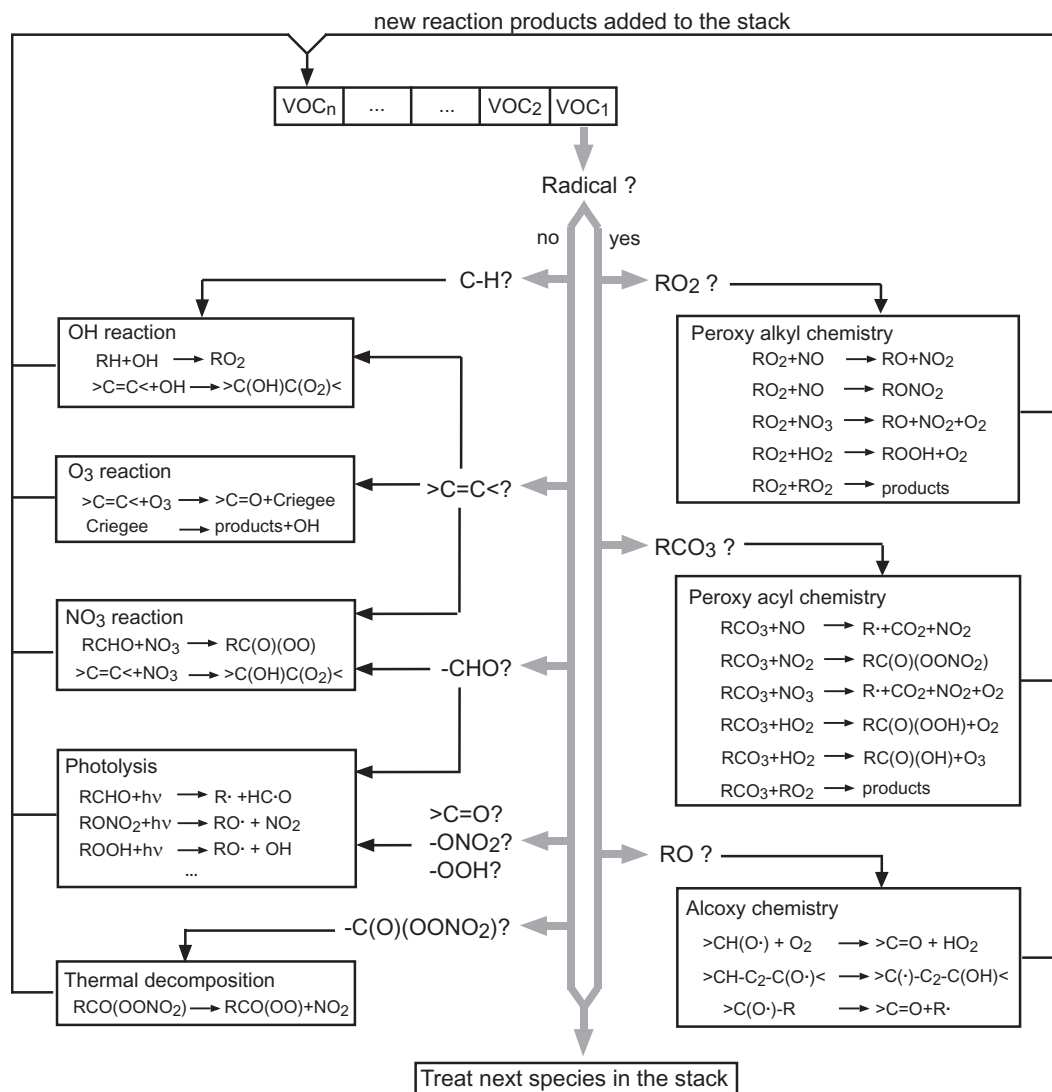 new reaction products added to the stack
VOCn ... ... VOC2 VOC1
Radical ?
no yes
C-H?
OH reaction
RH+OH → RO2
>C=C<+OH → >C(OH)C(O2)<
O3 reaction
>C=C<+O3 → >C=O+Criegee
Criegee → products+OH
>C=C<?
NO3 reaction
RCHO+NO3 → RC(O)(OO)
>C=C<+NO3 → >C(OH)C(O2)<
-CHO?
Photolysis
RCHO+hν → R· +HC·O
RONO2+hν → RO· + NO2
ROOH+hν → RO· + OH
...
>C=O?
-ONO2?
-OOH?
-C(O)(OONO2)?
Thermal decomposition
RCO(OONO2) → RCO(OO)+NO2
RO2 ?
Peroxy alkyl chemistry
RO2+NO → RO+NO2
RO2+NO → RONO2
RO2+NO3 → RO+NO2+O2
RO2+HO2 → ROOH+O2
RO2+RO2 → products
RCO3 ?
Peroxy acyl chemistry
RCO3+NO → R·+CO2+NO2
RCO3+NO2 → RC(O)(OONO2)
RCO3+NO3 → R·+CO2+NO2+O2
RCO3+HO2 → RC(O)(OOH)+O2
RCO3+HO2 → RC(O)(OH)+O3
RCO3+RO2 → products
RO ?
Alcoxy chemistry
>CH(O·) + O2 → >C=O + HO2
>CH-C2-C(O·)< → >C(·)-C2-C(OH)<
>C(O·)-R → >C=O+R·
Treat next species in the stack